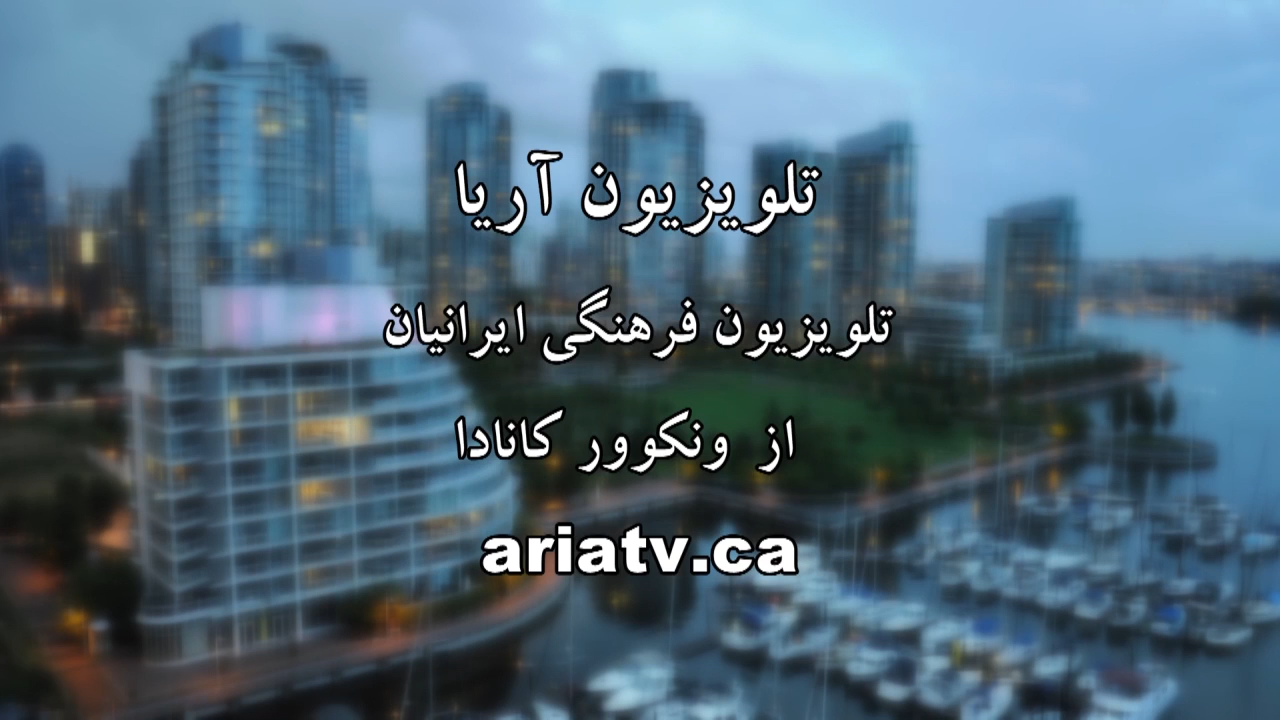 تلویزیون آریا
تلویزیون فرهنگی ایرانیان
از ونکوور کانادا
ariatv.ca